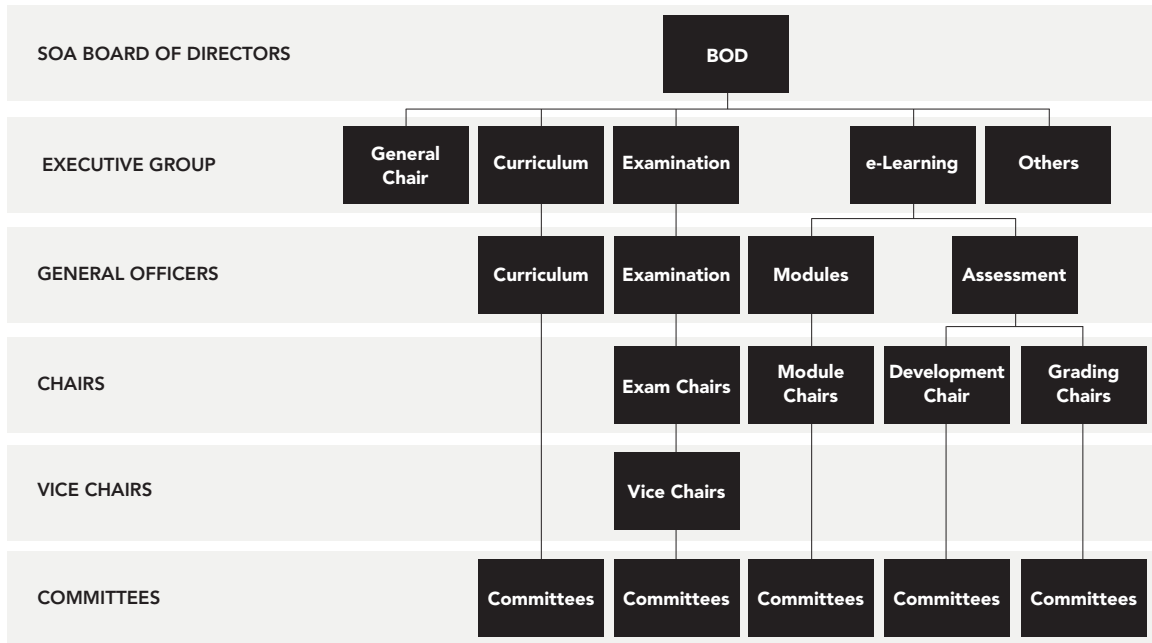 SOA BOARD OF DIRECTORS
BOD
EXECUTIVE GROUP
General
Chair
Curriculum
Examination
e-Learning
Others
GENERAL OFFICERS
Curriculum
Examination
Modules
Assessment
CHAIRS
Exam Chairs
Module
Chairs
Development
Chair
Grading
Chairs
VICE CHAIRS
Vice Chairs
COMMITTEES
Committees
Committees
Committees
Committees
Committees